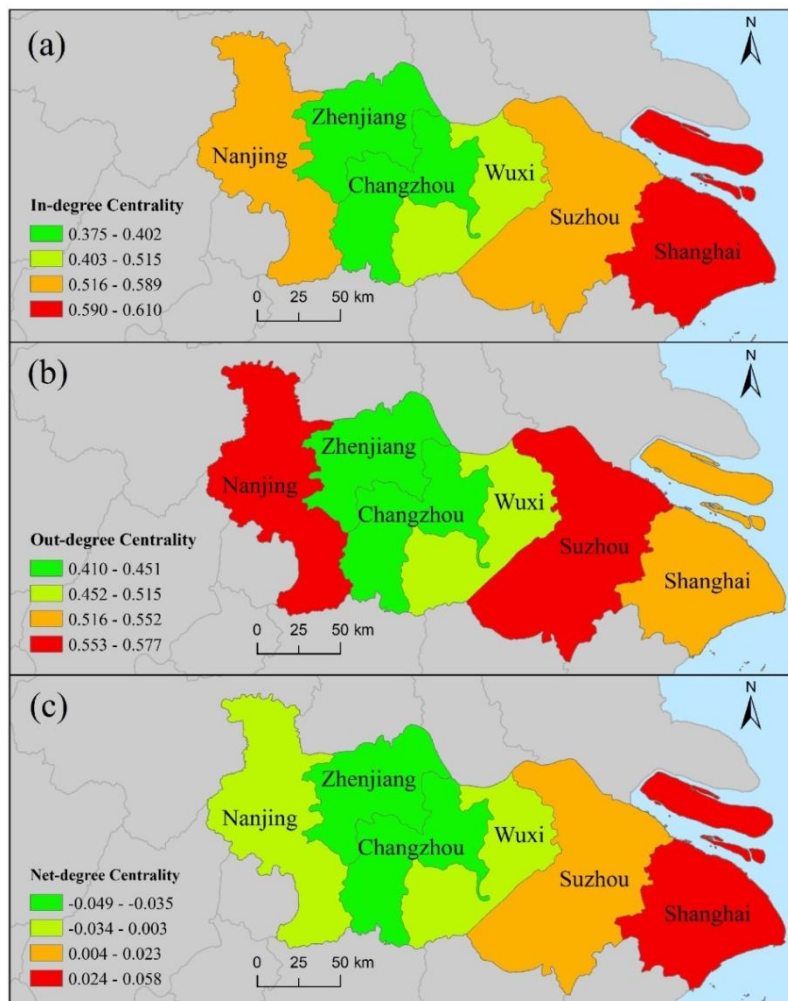 (a)
N
Zhenjiang
Nanjing
Wuxi
Changzhou
Suzhou
Shanghai
In-degree Centrality
0.375 - 0.402
0.403 - 0.515
0.516 - 0.589
0.590 - 0.610
0 25 50 km
(b)
N
Zhenjiang
Nanjing
Wuxi
Changzhou
Suzhou
Shanghai
Out-degree Centrality
0.410 - 0.451
0.452 - 0.515
0.516 - 0.552
0.553 - 0.577
0 25 50 km
(c)
N
Zhenjiang
Nanjing
Wuxi
Changzhou
Suzhou
Shanghai
Net-degree Centrality
-0.049 - -0.035
-0.034 - 0.003
0.004 - 0.023
0.024 - 0.058
0 25 50 km